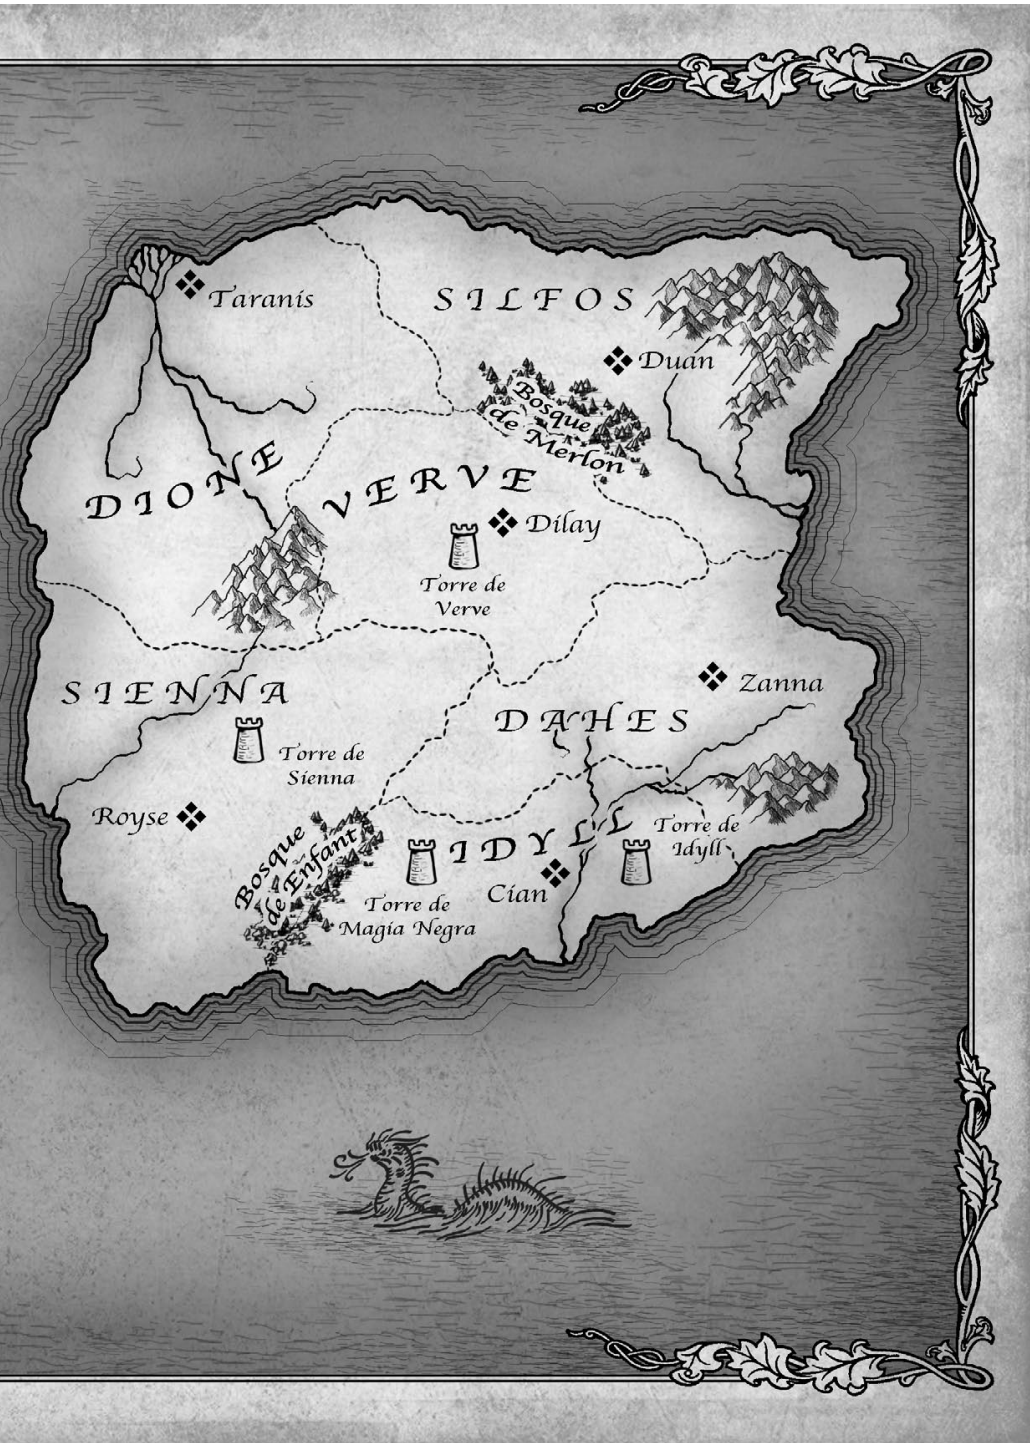 Taranis
SILFOS
Duan
Bosque
de Merlon
DIONE
VERVE
Dilay
Torre de
Verve
SIENNA
Zanna
DAHES
Torre de
Sienna
Royse
Bosque
de Enfant
IDYLL
Torre de
Idyll
Cian
Torre de
Magia Negra